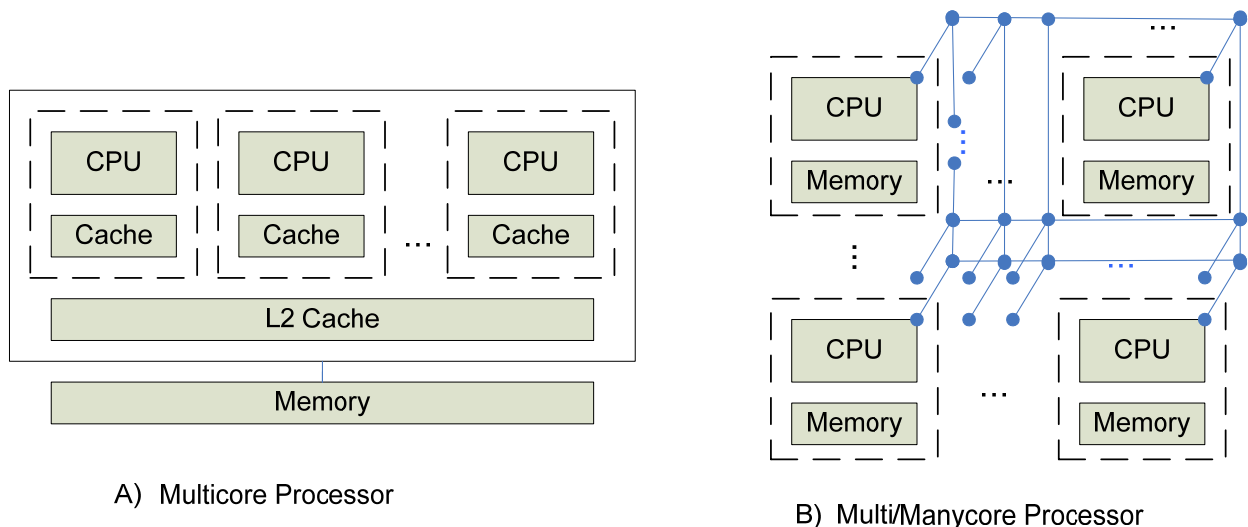 CPU
CPU
CPU
Cache
Cache
Cache
...
L2 Cache
Memory
A) Multicore Processor
...
CPU
CPU
...
Memory
Memory
...
...
...
CPU
CPU
Memory
Memory
...
B) Multi/Manycore Processor